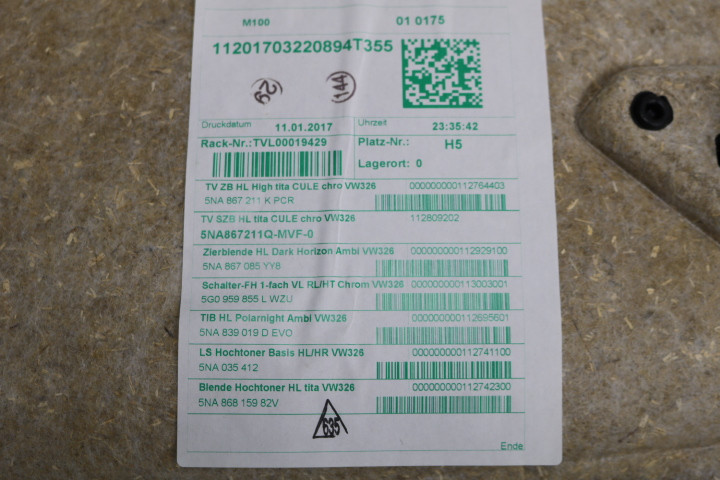 M100 01 0175
11201703220894T355
29 144
Druckdatum 11.01.2017 Uhrzeit 23:35:42
Rack-Nr.:TVL00019429 Platz-Nr.: H5
Lagerort: 0
TV ZB HL High tita CULE chro VW326 000000000112764403
5NA 867 211 K PCR
TV SZB HL tita CULE chro VW326 112809202
5NA867211Q-MVF-0
Zierblende HL Dark Horizon Ambi VW326 000000000112929100
5NA 867 085 YY8
Schalter-FH 1-fach VL RL/HT Chrom VW326 000000000113003001
5G0 959 855 L WZU
TIB HL Polarnight Ambi VW326 000000000112695601
5NA 839 019 D EVO
LS Hochtoner Basis HL/HR VW326 000000000112741100
5NA 035 412
Blende Hochtoner HL tita VW326 000000000112742300
5NA 868 159 82V
635
Ende